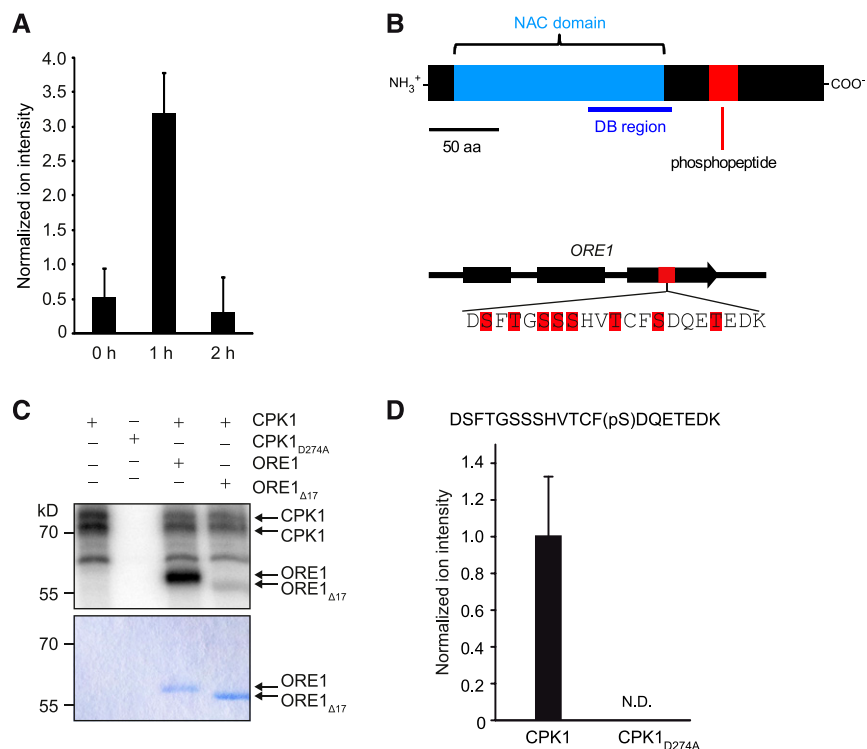 A
Normalized ion intensity
4.0
3.5
3.0
2.5
2.0
1.5
1.0
0.5
0
0 h 1 h 2 h
B
NAC domain
NH3+
COO-
DB region
50 aa
phosphopeptide
ORE1
DSFTGSSSHVTCFSDQETEDK
C
+ – + + CPK1
– + – – CPK1D274A
– – + – ORE1
– – – + ORE1Δ17
kD
70
55
CPK1
CPK1
ORE1
ORE1Δ17
70
55
ORE1
ORE1Δ17
D
DSFTGSSSHVTCF(pS)DQETEDK
Normalized ion intensity
1.4
1.2
1.0
0.8
0.6
0.4
0.2
0
N.D.
CPK1 CPK1D274A